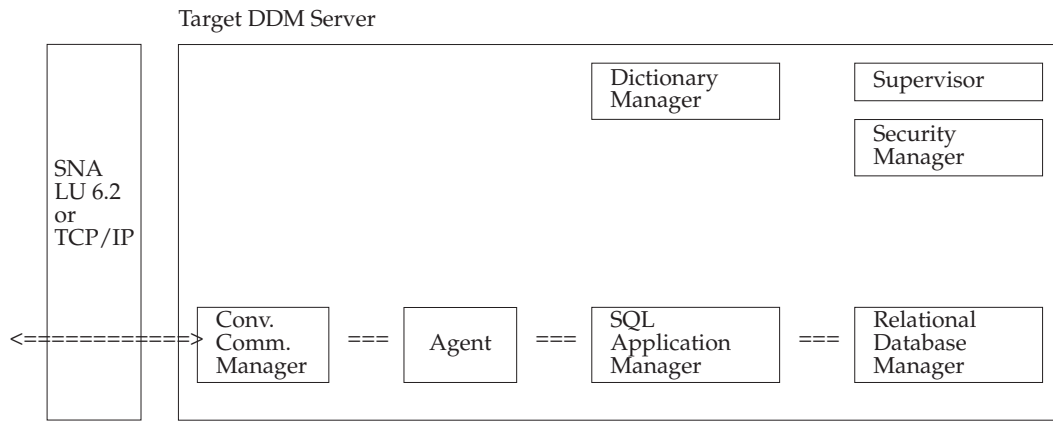 Target DDM Server
Dictionary
Manager
Supervisor
Security
Manager
SNA
LU 6.2
or
TCP/IP
<===========>
Conv.
Comm.
Manager
===
Agent
===
SQL
Application
Manager
===
Relational
Database
Manager